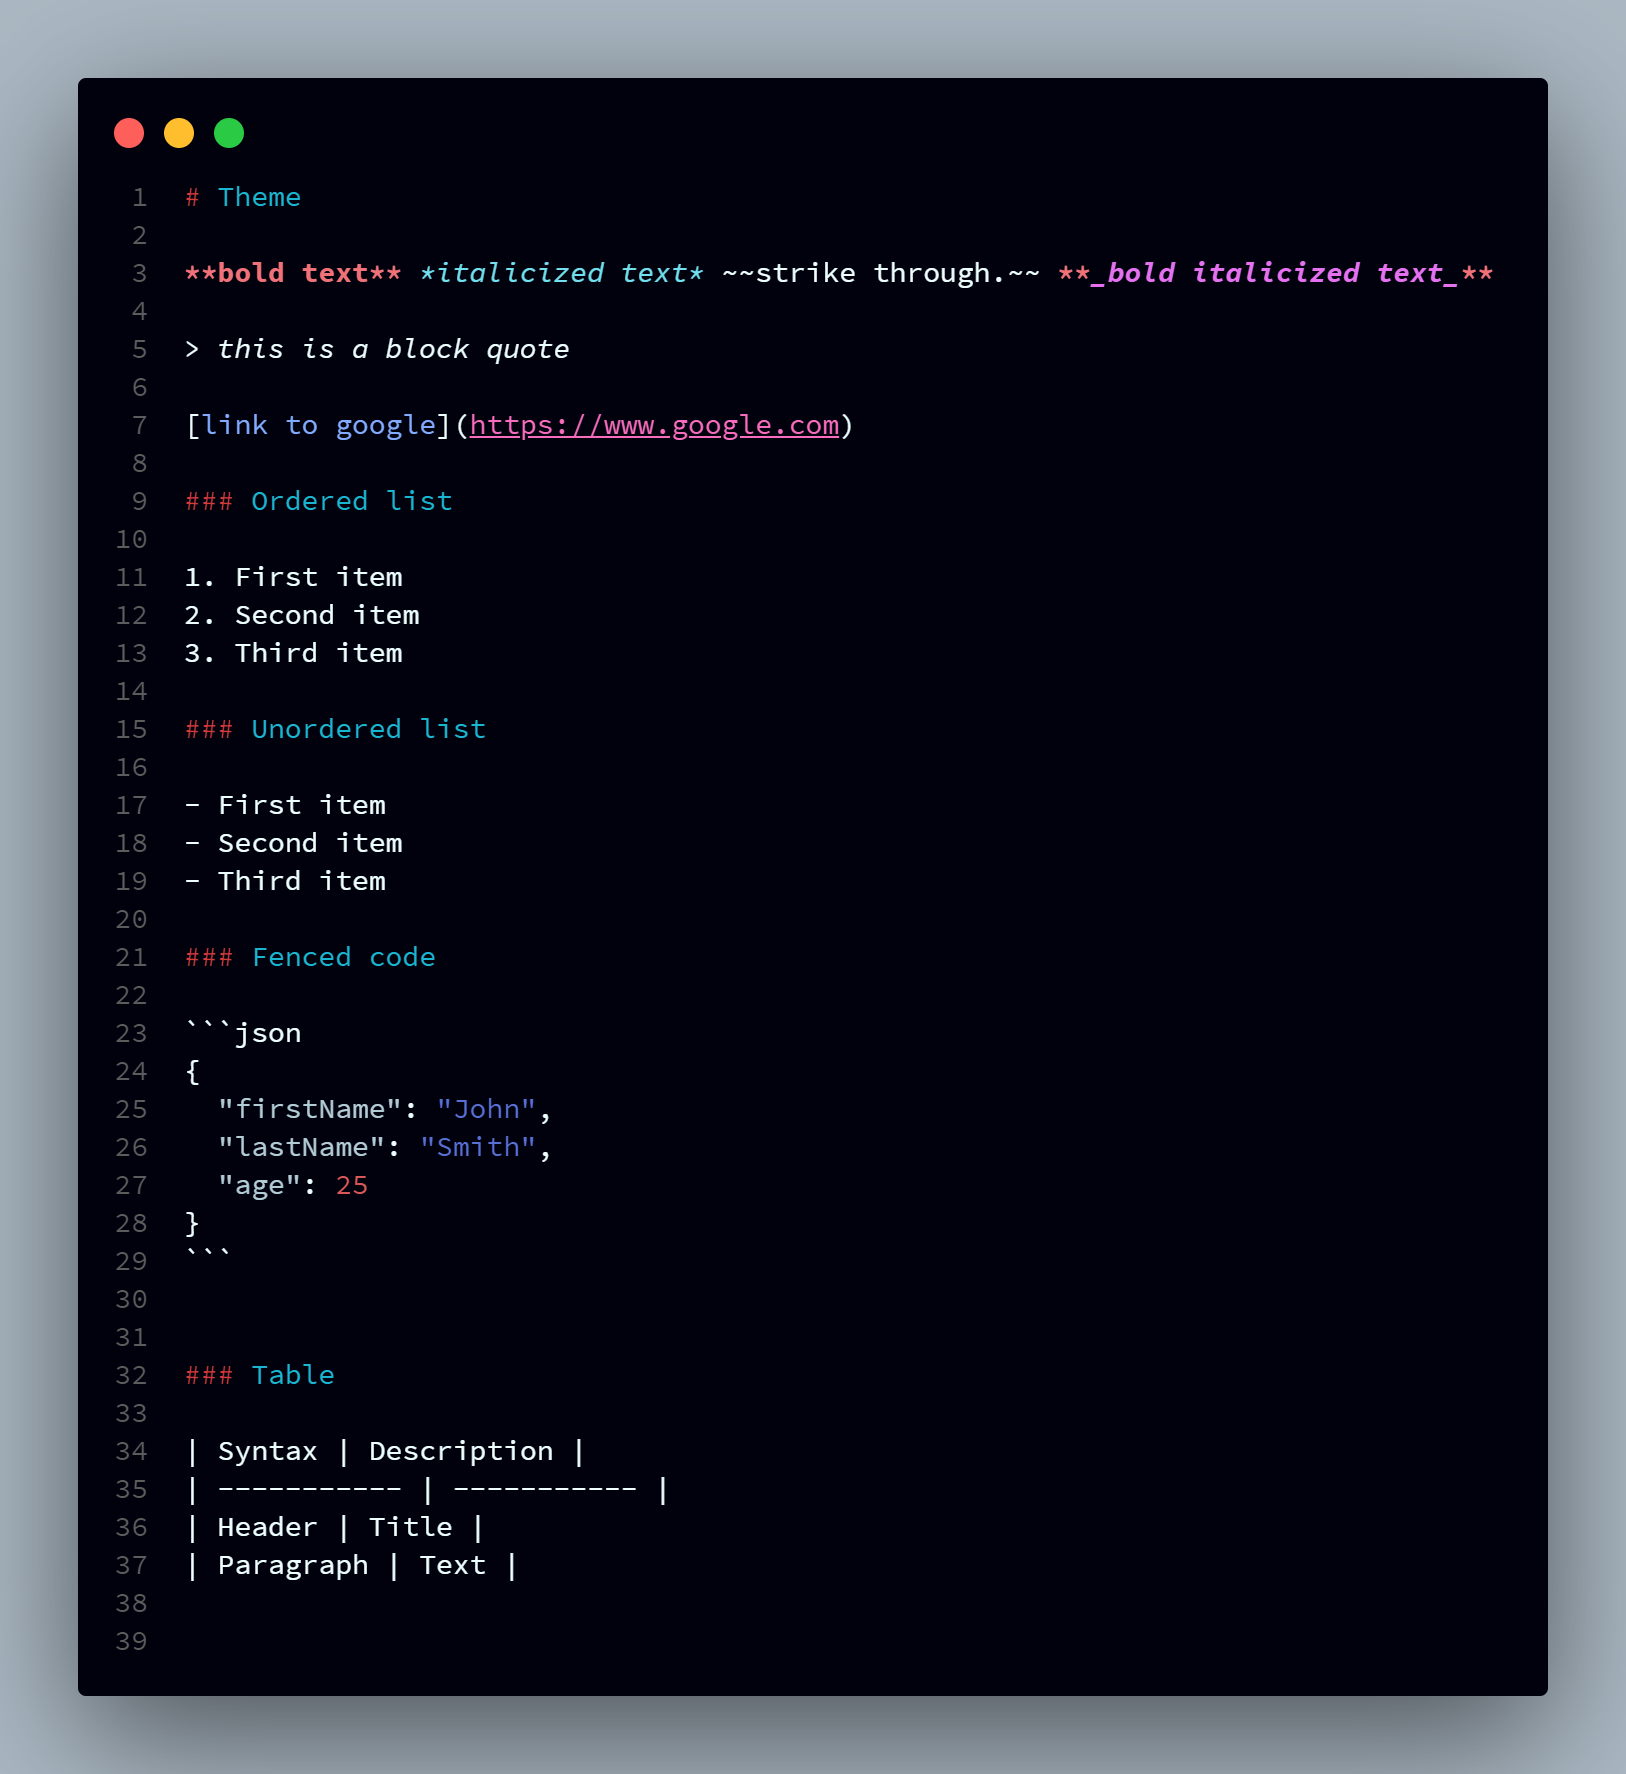 1 # Theme
2
3 **bold text** *italicized text* ~~strike through.~~ **_bold italicized text_**
4
5 > this is a block quote
6
7 [link to google](https://www.google.com)
8
9 ### Ordered list
10
11 1. First item
12 2. Second item
13 3. Third item
14
15 ### Unordered list
16
17 - First item
18 - Second item
19 - Third item
20
21 ### Fenced code
22
23 ```json
24 {
25   "firstName": "John",
26   "lastName": "Smith",
27   "age": 25
28 }
29 ```
30
31
32 ### Table
33
34 | Syntax | Description |
35 | ----------- | ----------- |
36 | Header | Title |
37 | Paragraph | Text |
38
39